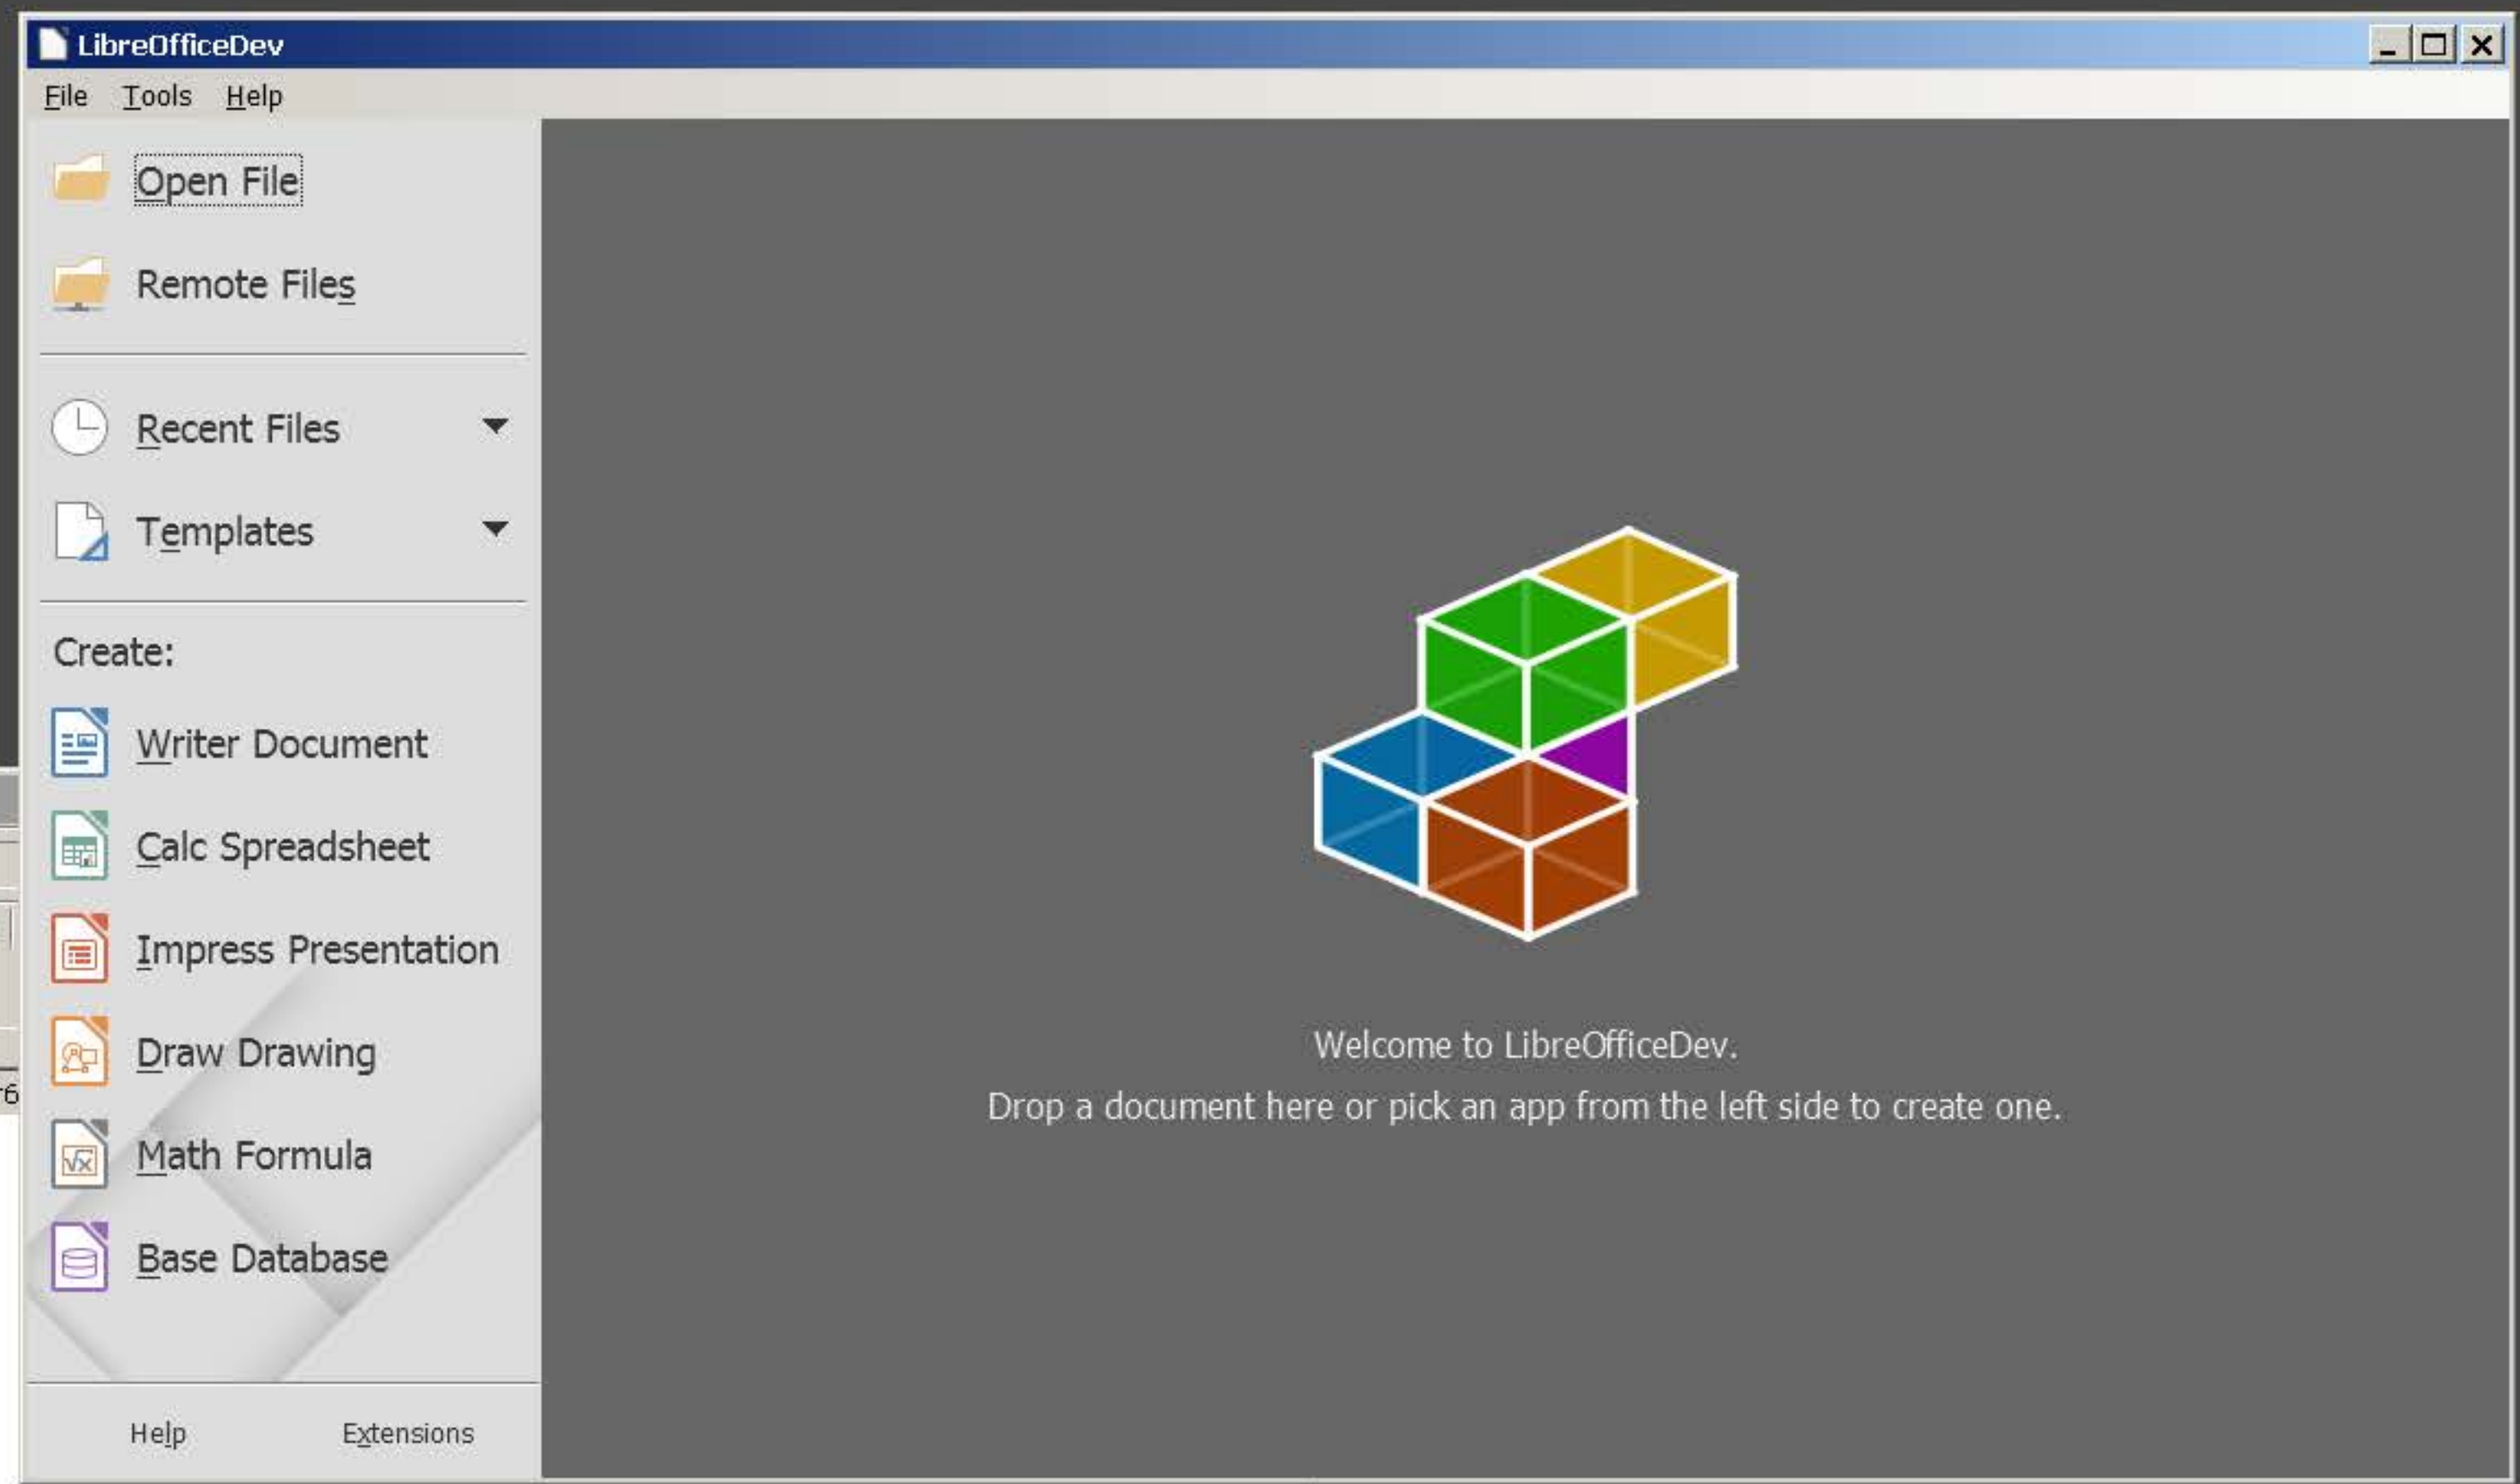 LibreOfficeDev
File Tools Help
Open File
Remote Files
Recent Files
Templates
Create:
Writer Document
Calc Spreadsheet
Impress Presentation
Draw Drawing
Math Formula
Base Database
Help Extensions
Welcome to LibreOfficeDev.
Drop a document here or pick an app from the left side to create one.